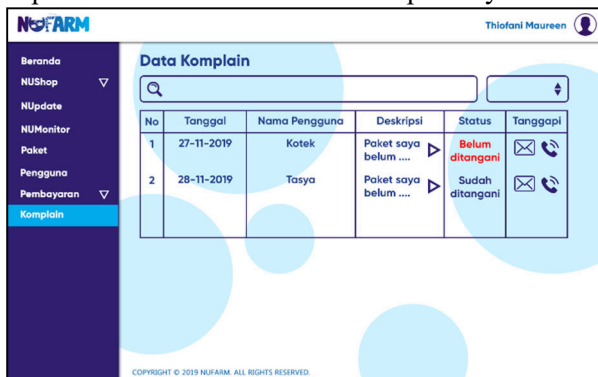 NUFARM
Thiofani Maureen
Beranda
NUShop
NUpdate
NUMonitor
Paket
Pengguna
Pembayaran
Komplain
Data Komplain
No Tanggal Nama Pengguna Deskripsi Status Tanggapi
1 27-11-2019 Kotek Paket saya belum .... Belum ditangani
2 28-11-2019 Tasya Paket saya belum .... Sudah ditangani
COPYRIGHT © 2019 NUFARM. ALL RIGHTS RESERVED.